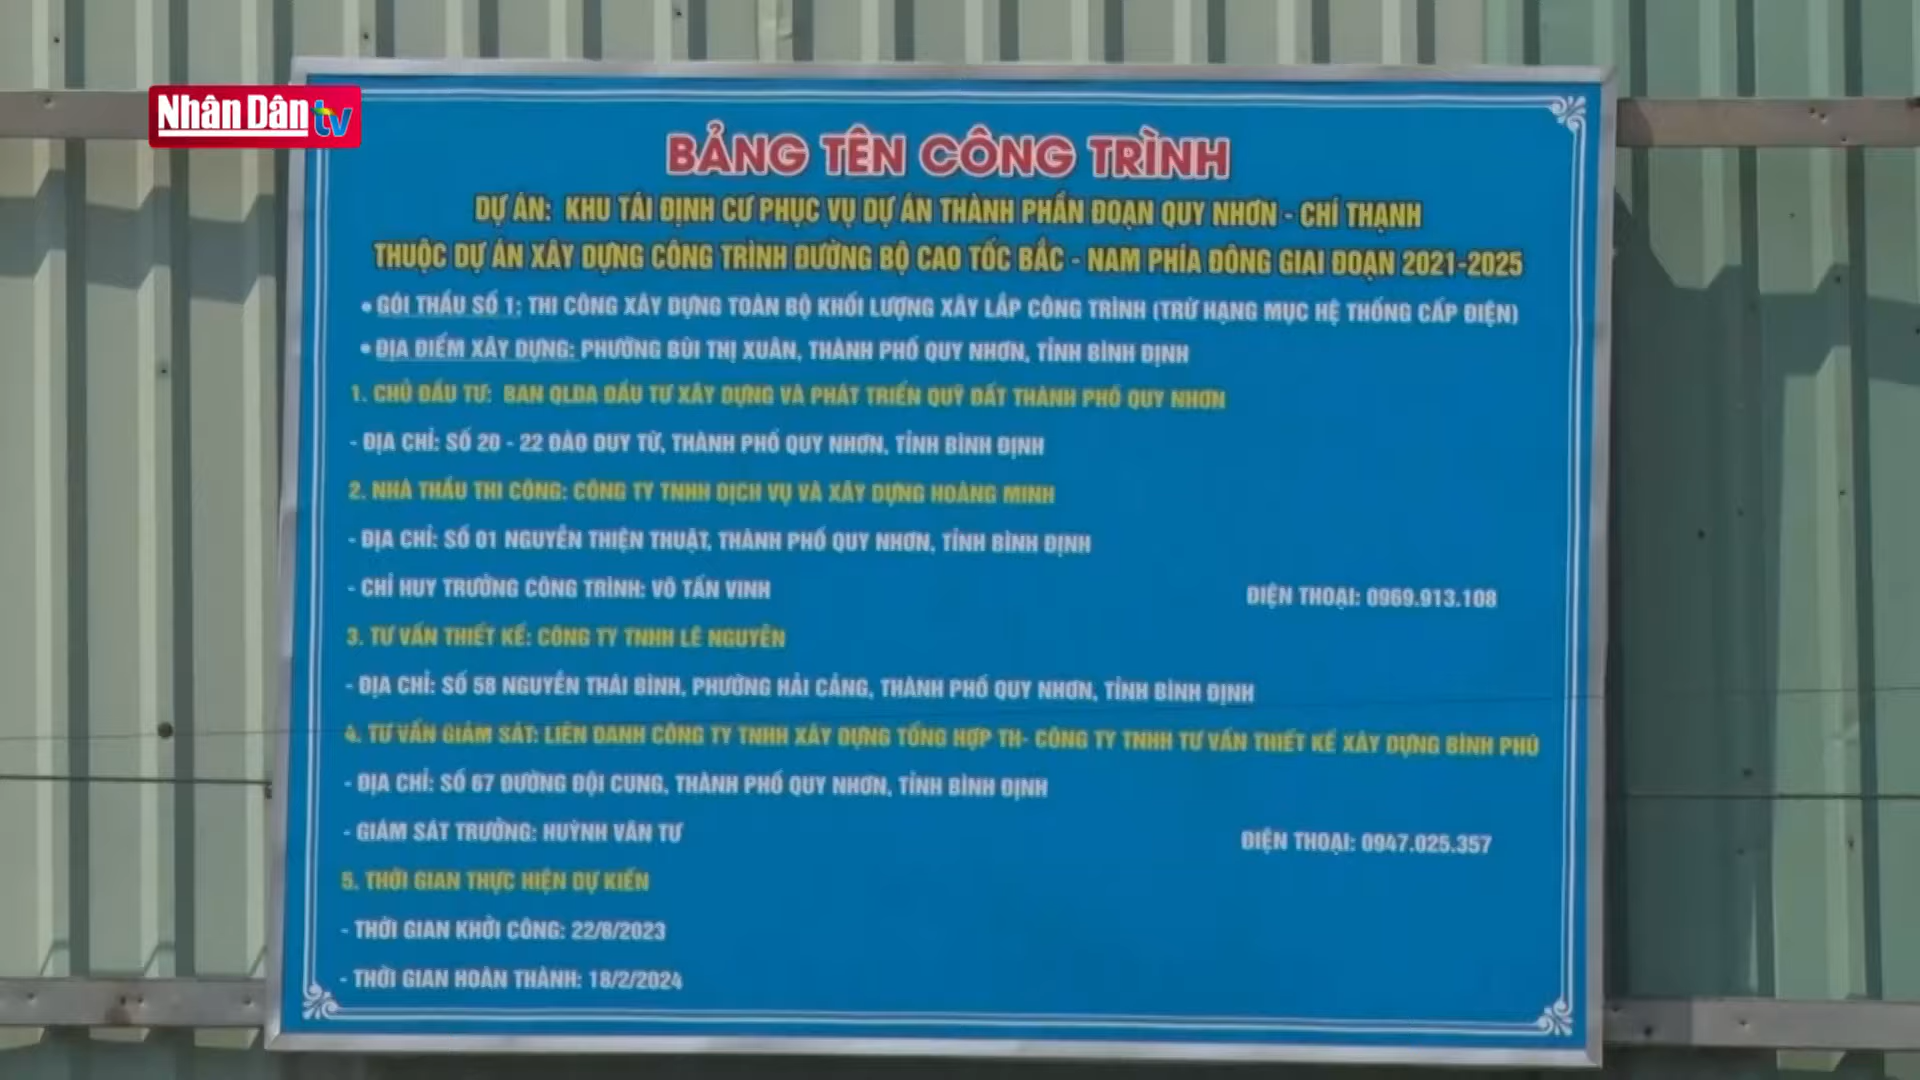 Nhân Dân tv
BẢNG TÊN CÔNG TRÌNH
DỰ ÁN: KHU TÁI ĐỊNH CƯ PHỤC VỤ DỰ ÁN THÀNH PHẦN ĐOẠN QUY NHƠN - CHÍ THẠNH
THUỘC DỰ ÁN XÂY DỰNG CÔNG TRÌNH ĐƯỜNG BỘ CAO TỐC BẮC - NAM PHÍA ĐÔNG GIAI ĐOẠN 2021-2025
• GÓI THẦU SỐ 1: THI CÔNG XÂY DỰNG TOÀN BỘ KHỐI LƯỢNG XÂY LẮP CÔNG TRÌNH (TRỪ HẠNG MỤC HỆ THỐNG CẤP ĐIỆN)
• ĐỊA ĐIỂM XÂY DỰNG: PHƯỜNG BÙI THỊ XUÂN, THÀNH PHỐ QUY NHƠN, TỈNH BÌNH ĐỊNH
1. CHỦ ĐẦU TƯ: BAN QLDA ĐẦU TƯ XÂY DỰNG VÀ PHÁT TRIỂN QUỸ ĐẤT THÀNH PHỐ QUY NHƠN
- ĐỊA CHỈ: SỐ 20 - 22 ĐÀO DUY TỪ, THÀNH PHỐ QUY NHƠN, TỈNH BÌNH ĐỊNH
2. NHÀ THẦU THI CÔNG: CÔNG TY TNHH DỊCH VỤ VÀ XÂY DỰNG HOÀNG MINH
- ĐỊA CHỈ: SỐ 01 NGUYỄN THIỆN THUẬT, THÀNH PHỐ QUY NHƠN, TỈNH BÌNH ĐỊNH
- CHỈ HUY TRƯỞNG CÔNG TRÌNH: VÕ TẤN VINH ĐIỆN THOẠI: 0969.913.108
3. TƯ VẤN THIẾT KẾ: CÔNG TY TNHH LÊ NGUYỄN
- ĐỊA CHỈ: SỐ 58 NGUYỄN THÁI BÌNH, PHƯỜNG HẢI CẢNG, THÀNH PHỐ QUY NHƠN, TỈNH BÌNH ĐỊNH
4. TƯ VẤN GIÁM SÁT: LIÊN DANH CÔNG TY TNHH XÂY DỰNG TỔNG HỢP TH- CÔNG TY TNHH TƯ VẤN THIẾT KẾ XÂY DỰNG BÌNH PHÚ
- ĐỊA CHỈ: SỐ 67 ĐƯỜNG ĐỘI CUNG, THÀNH PHỐ QUY NHƠN, TỈNH BÌNH ĐỊNH
- GIÁM SÁT TRƯỞNG: HUỲNH VĂN TƯ ĐIỆN THOẠI: 0947.025.357
5. THỜI GIAN THỰC HIỆN DỰ KIẾN
- THỜI GIAN KHỞI CÔNG: 22/8/2023
- THỜI GIAN HOÀN THÀNH: 18/2/2024